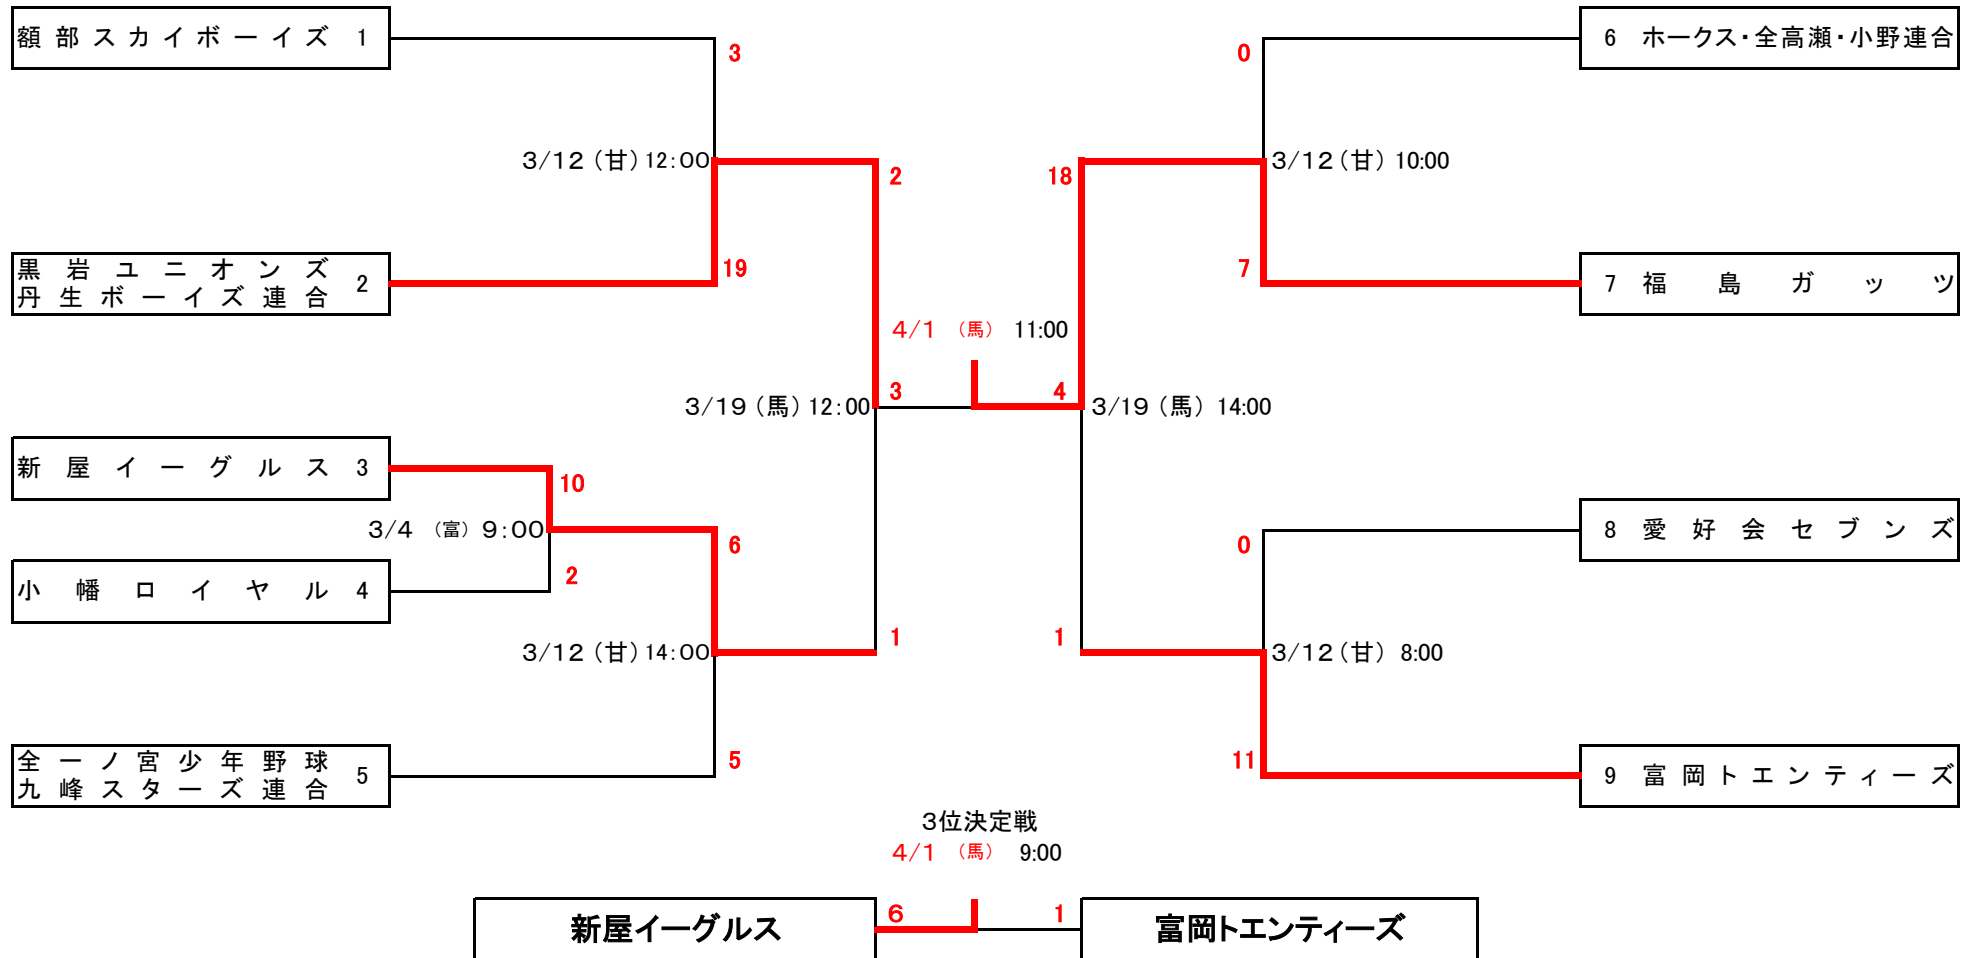 額部スカイボーイズ 1
3
0
6 ホークス・全高瀬・小野連合
3/12(甘)12:00
2
18
3/12(甘) 10:00
黒岩ユニオンズ
丹生ボーイズ連合 2
19
7
7 福島ガッツ
4/1 (馬) 11:00
3
4
3/19(馬)12:00
3/19(馬) 14:00
新屋イーグルス 3
10
3/4 (富) 9:00
6
0
8 愛好会セブンズ
小幡ロイヤル 4
2
3/12(甘)14:00
1
1
3/12(甘) 8:00
全一ノ宮少年野球
九峰スターズ連合 5
5
11
9 富岡トエンティーズ
3位決定戦
4/1 (馬) 9:00
新屋イーグルス
6
1
富岡トエンティーズ